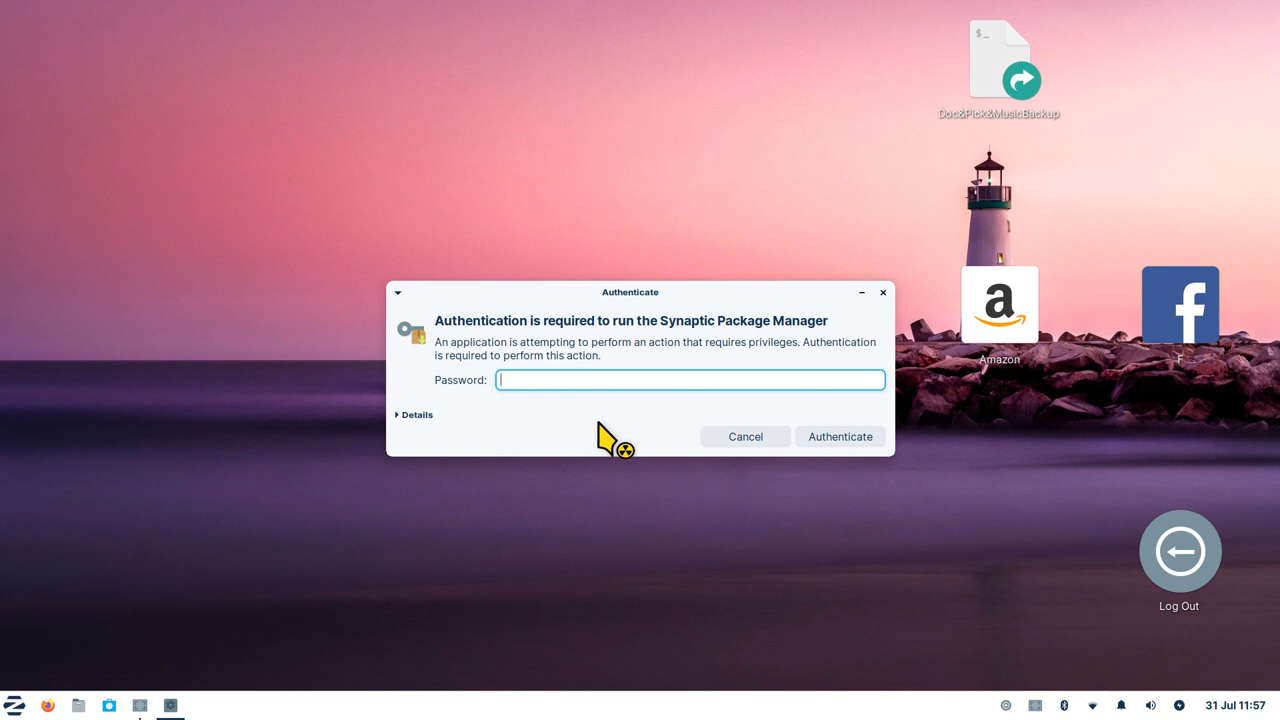 $_
Doc&Pick&MusicBackup
Amazon
F
Authenticate
Authentication is required to run the Synaptic Package Manager
An application is attempting to perform an action that requires privileges. Authentication
is required to perform this action.
Password:
Details
Cancel
Authenticate
Log Out
31 Jul 11:57